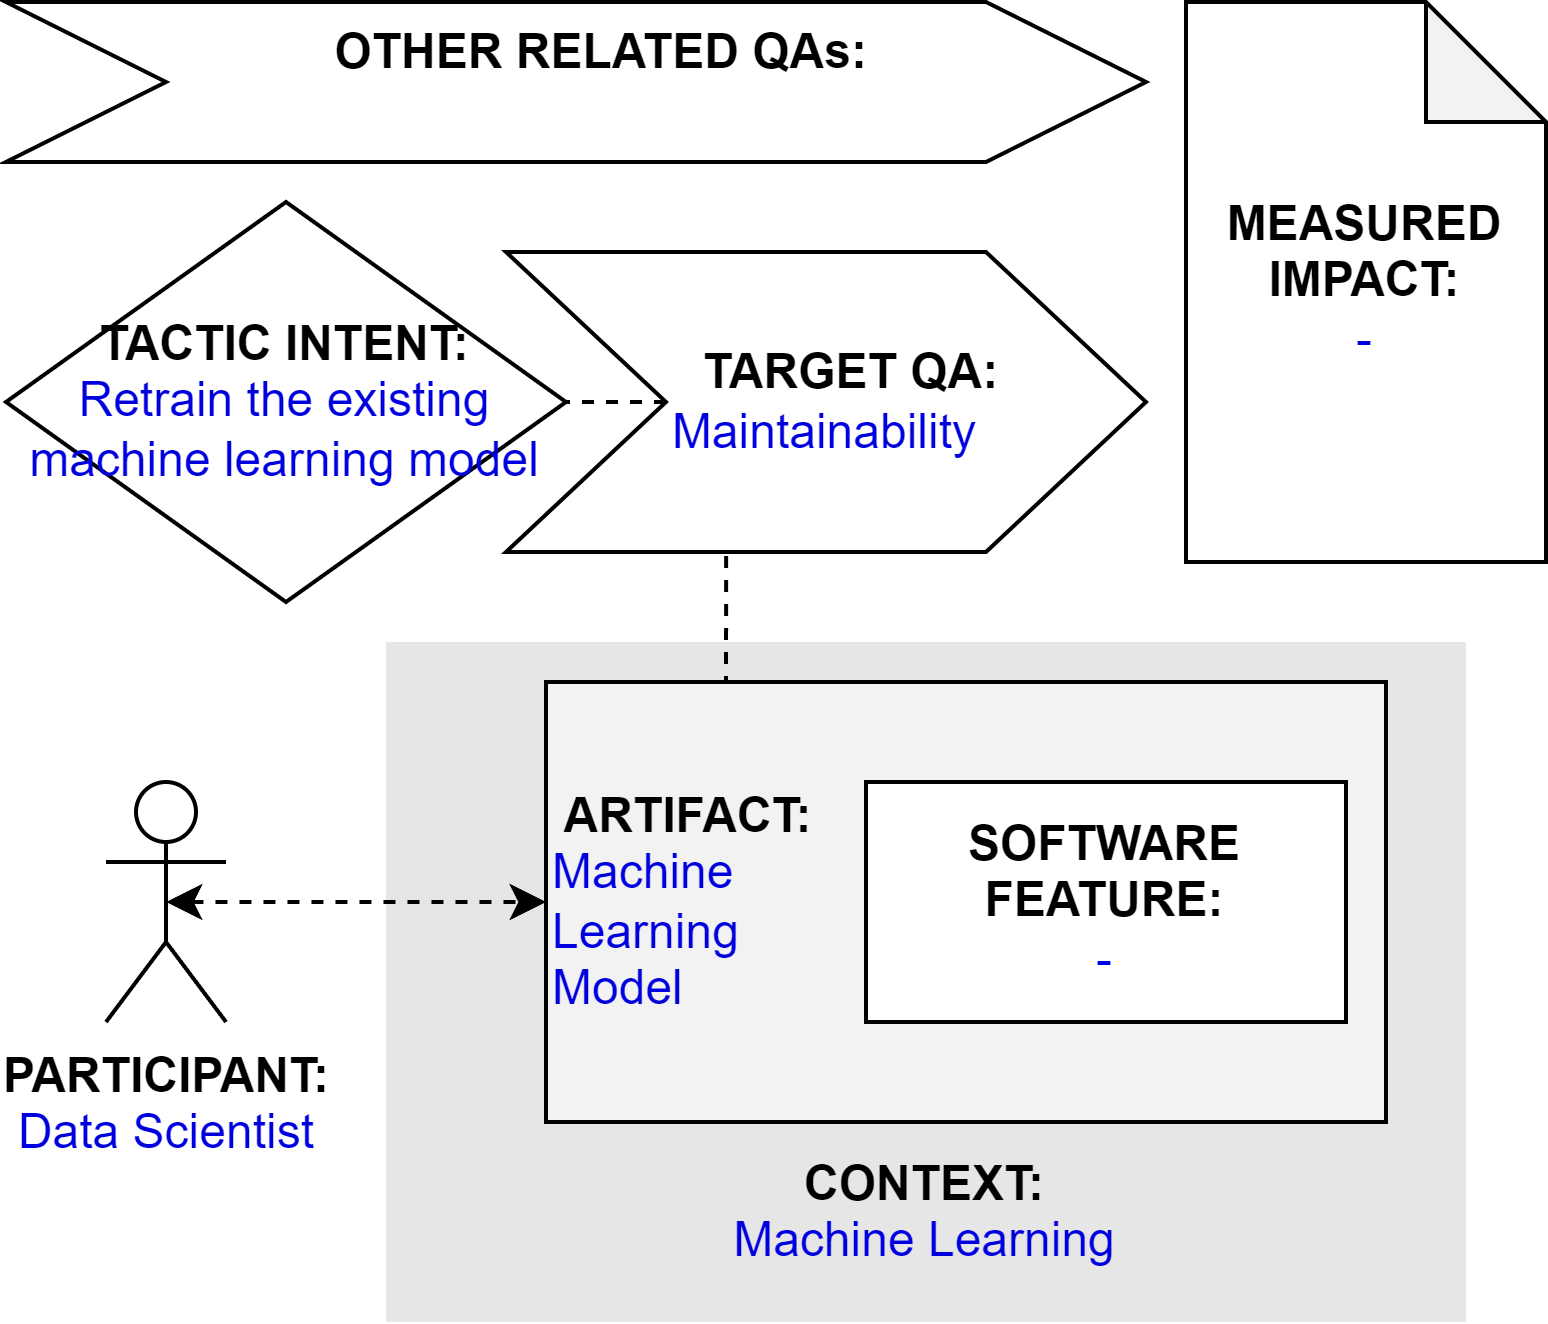 OTHER RELATED QAs:
MEASURED
IMPACT:
-
TACTIC INTENT:
Retrain the existing
machine learning model
TARGET QA:
Maintainability
ARTIFACT:
Machine
Learning
Model
SOFTWARE
FEATURE:
-
PARTICIPANT:
Data Scientist
CONTEXT:
Machine Learning